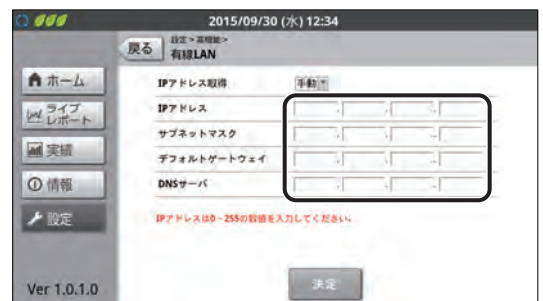 2015/09/30 (水) 12:34
戻る
設定 > 高機能 >
有線LAN
ホーム
ライブ
レポート
実績
情報
設定
Ver 1.0.1.0
IPアドレス取得 手動
IPアドレス
サブネットマスク
デフォルトゲートウェイ
DNSサーバ
IPアドレスは0~255の数値を入力してください。
決定